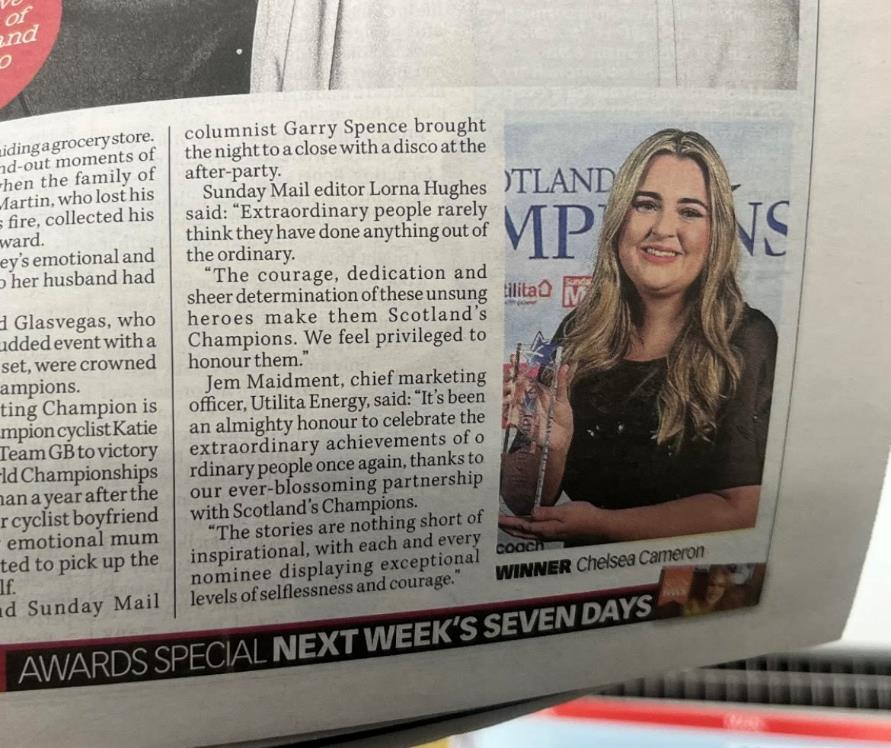 of
and
o
iding a grocery store.
nd-out moments of
hen the family of
Martin, who lost his
s fire, collected his
ward.
ey's emotional and
o her husband had
d Glasvegas, who
udded event with a
set, were crowned
ampions.
ting Champion is
mpion cyclist Katie
Team GB to victory
ld Championships
han a year after the
r cyclist boyfriend
emotional mum
ted to pick up the
lf.
nd Sunday Mail
columnist Garry Spence brought
the night to a close with a disco at the
after-party.
Sunday Mail editor Lorna Hughes
said: “Extraordinary people rarely
think they have done anything out of
the ordinary.
“The courage, dedication and
sheer determination of these unsung
heroes make them Scotland's
Champions. We feel privileged to
honour them.”
Jem Maidment, chief marketing
officer, Utilita Energy, said: “It's been
an almighty honour to celebrate the
extraordinary achievements of o
rdinary people once again, thanks to
our ever-blossoming partnership
with Scotland's Champions.
“The stories are nothing short of
inspirational, with each and every
nominee displaying exceptional
levels of selflessness and courage.”
OTLAND
MP NS
tilita
Sunday
M
coach
WINNER Chelsea Cameron
AWARDS SPECIAL NEXT WEEK'S SEVEN DAYS